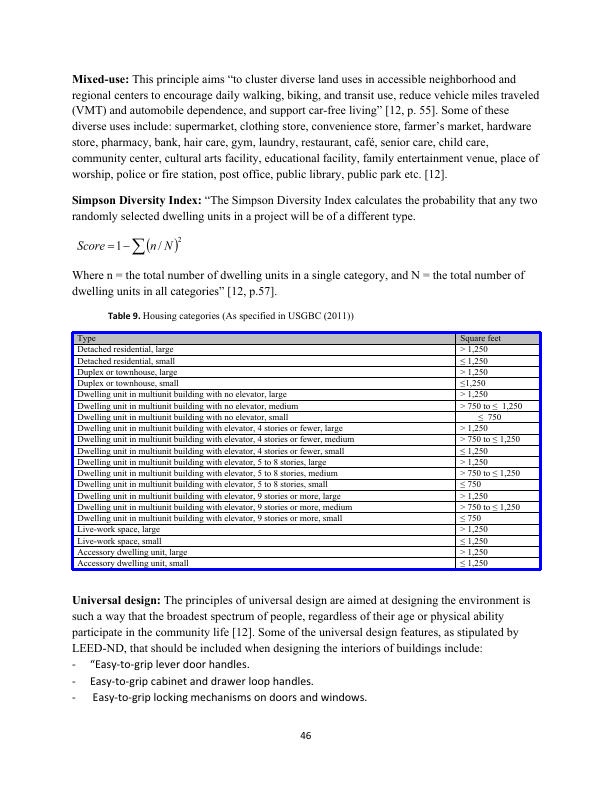 Mixed-use: This principle aims “to cluster diverse land uses in accessible neighborhood and
regional centers to encourage daily walking, biking, and transit use, reduce vehicle miles traveled
(VMT) and automobile dependence, and support car-free living” [12, p. 55]. Some of these
diverse uses include: supermarket, clothing store, convenience store, farmer’s market, hardware
store, pharmacy, bank, hair care, gym, laundry, restaurant, café, senior care, child care,
community center, cultural arts facility, educational facility, family entertainment venue, place of
worship, police or fire station, post office, public library, public park etc. [12].
Simpson Diversity Index: “The Simpson Diversity Index calculates the probability that any two
randomly selected dwelling units in a project will be of a different type.
Score = 1 − ∑(n / N)²
Where n = the total number of dwelling units in a single category, and N = the total number of
dwelling units in all categories” [12, p.57].
Table 9. Housing categories (As specified in USGBC (2011))
Type Square feet
Detached residential, large > 1,250
Detached residential, small ≤ 1,250
Duplex or townhouse, large > 1,250
Duplex or townhouse, small ≤1,250
Dwelling unit in multiunit building with no elevator, large > 1,250
Dwelling unit in multiunit building with no elevator, medium > 750 to ≤ 1,250
Dwelling unit in multiunit building with no elevator, small ≤ 750
Dwelling unit in multiunit building with elevator, 4 stories or fewer, large > 1,250
Dwelling unit in multiunit building with elevator, 4 stories or fewer, medium > 750 to ≤ 1,250
Dwelling unit in multiunit building with elevator, 4 stories or fewer, small ≤ 1,250
Dwelling unit in multiunit building with elevator, 5 to 8 stories, large > 1,250
Dwelling unit in multiunit building with elevator, 5 to 8 stories, medium > 750 to ≤ 1,250
Dwelling unit in multiunit building with elevator, 5 to 8 stories, small ≤ 750
Dwelling unit in multiunit building with elevator, 9 stories or more, large > 1,250
Dwelling unit in multiunit building with elevator, 9 stories or more, medium > 750 to ≤ 1,250
Dwelling unit in multiunit building with elevator, 9 stories or more, small ≤ 750
Live-work space, large > 1,250
Live-work space, small ≤ 1,250
Accessory dwelling unit, large > 1,250
Accessory dwelling unit, small ≤ 1,250
Universal design: The principles of universal design are aimed at designing the environment is
such a way that the broadest spectrum of people, regardless of their age or physical ability
participate in the community life [12]. Some of the universal design features, as stipulated by
LEED-ND, that should be included when designing the interiors of buildings include:
- “Easy-to-grip lever door handles.
- Easy-to-grip cabinet and drawer loop handles.
- Easy-to-grip locking mechanisms on doors and windows.
46